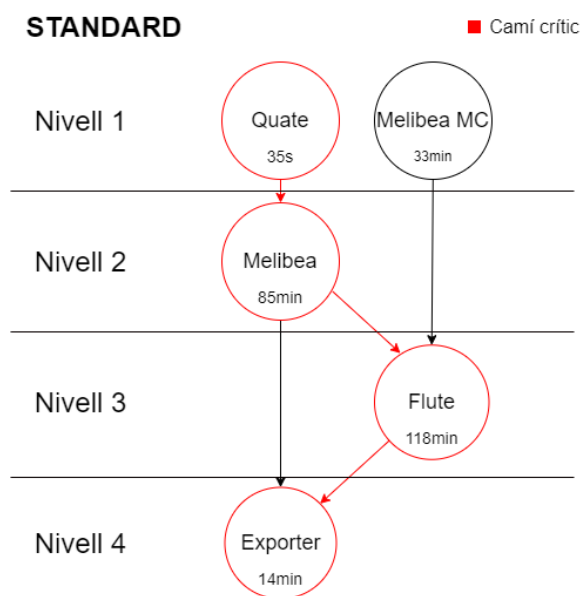 STANDARD
Camí crític
Nivell 1
Quate
35s
Melibea MC
33min
Nivell 2
Melibea
85min
Nivell 3
Flute
118min
Nivell 4
Exporter
14min